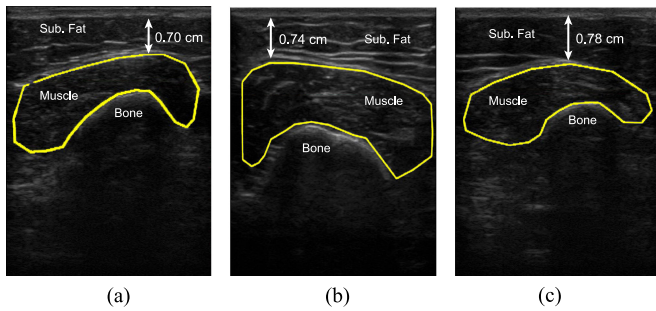 Sub. Fat
0.70 cm
Muscle
Bone
0.74 cm
Sub. Fat
Muscle
Bone
Sub. Fat
0.78 cm
Muscle
Bone
(a)
(b)
(c)